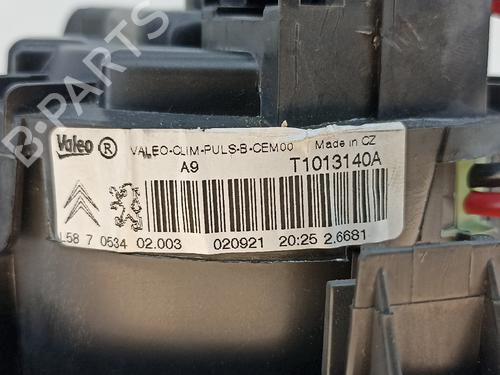 B-PARTS
Valeo ® VALEO-CLIM-PULS-B-CEM00 Made in CZ
A9 T1013140A
L58 7 0534 02.003 020921 20:25 2.6681